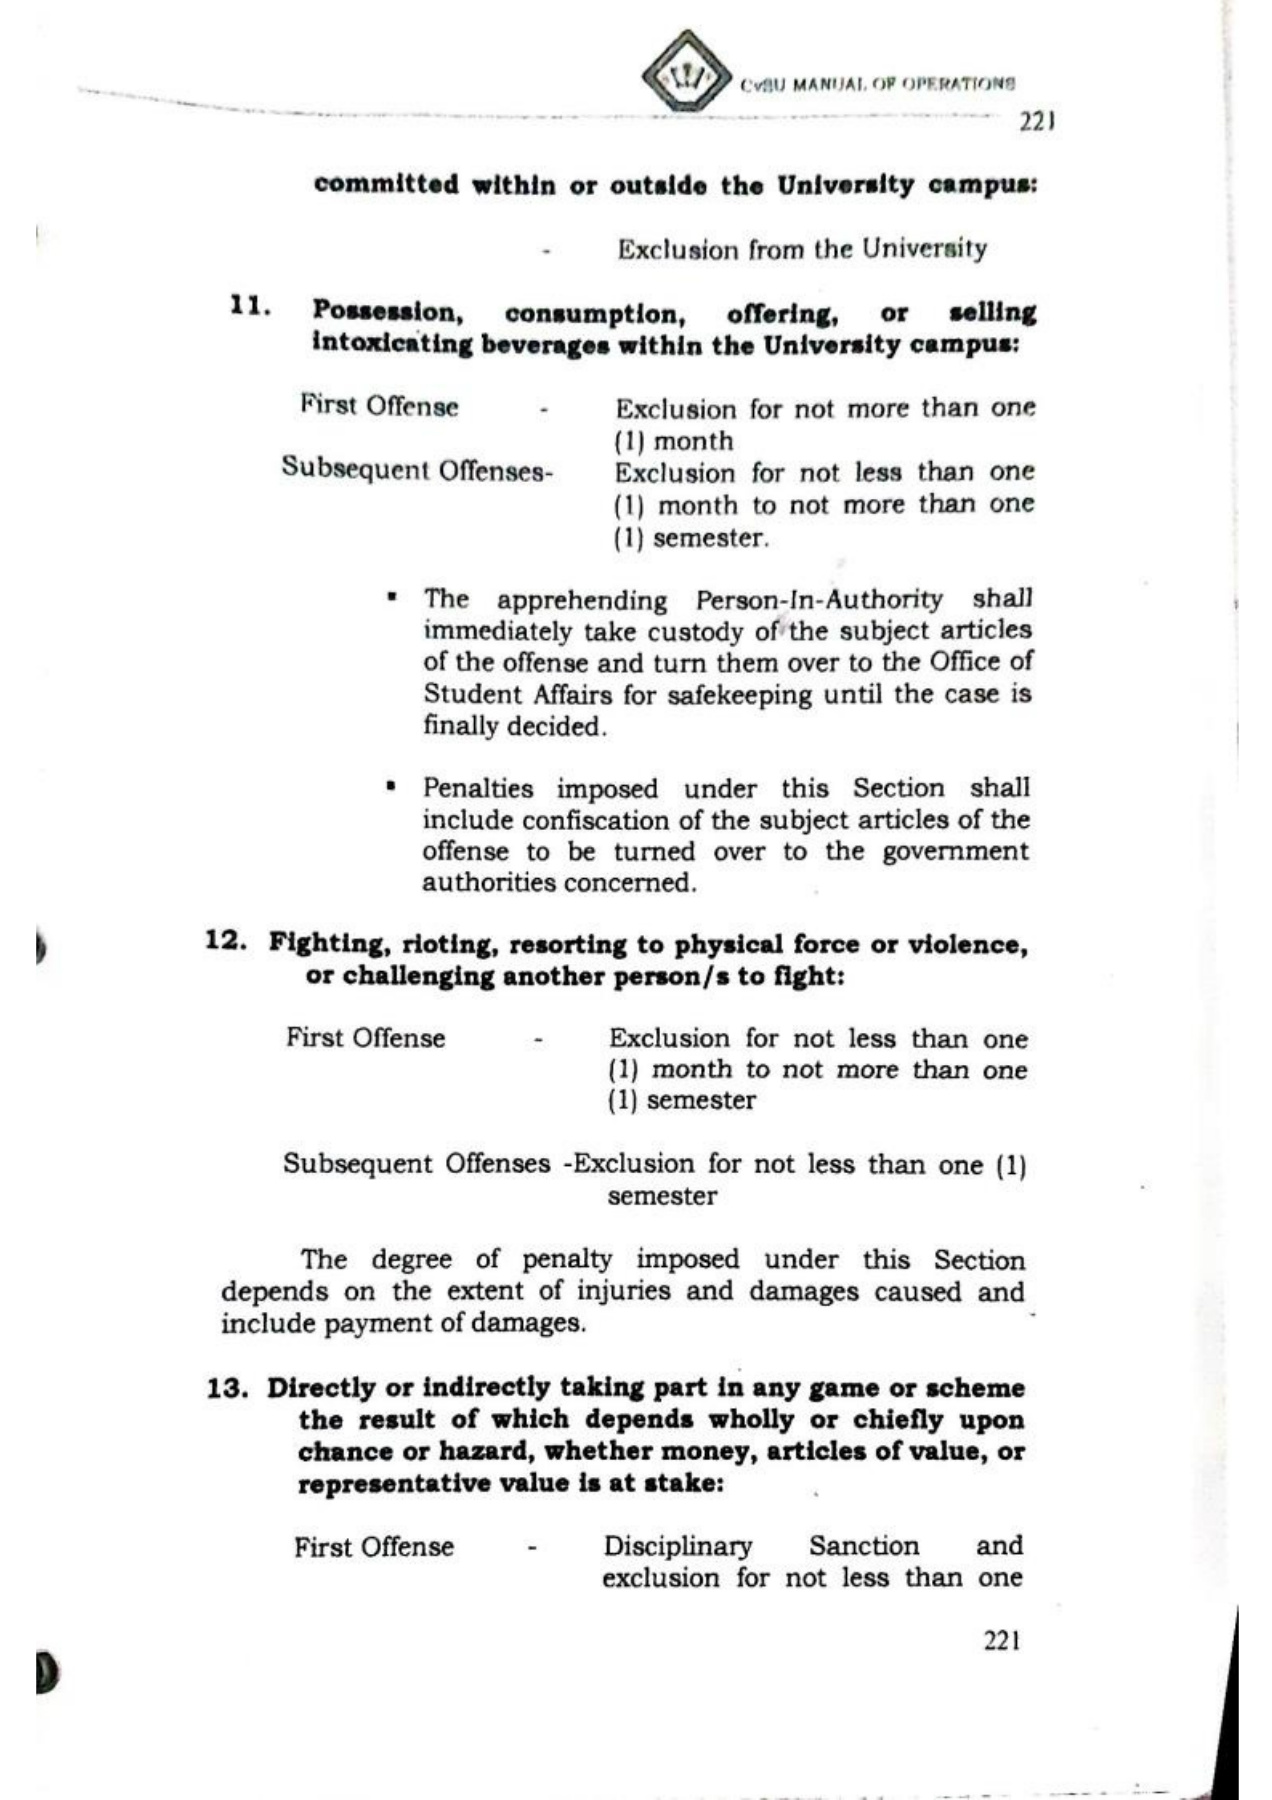 CvSU MANUAL OF OPERATIONS
221
committed within or outside the University campus:
- Exclusion from the University
11. Possession, consumption, offering, or selling
intoxicating beverages within the University campus:
First Offense - Exclusion for not more than one
(1) month
Subsequent Offenses- Exclusion for not less than one
(1) month to not more than one
(1) semester.
▪ The apprehending Person-In-Authority shall
immediately take custody of the subject articles
of the offense and turn them over to the Office of
Student Affairs for safekeeping until the case is
finally decided.
▪ Penalties imposed under this Section shall
include confiscation of the subject articles of the
offense to be turned over to the government
authorities concerned.
12. Fighting, rioting, resorting to physical force or violence,
or challenging another person/s to fight:
First Offense - Exclusion for not less than one
(1) month to not more than one
(1) semester
Subsequent Offenses -Exclusion for not less than one (1)
semester
The degree of penalty imposed under this Section
depends on the extent of injuries and damages caused and
include payment of damages.
13. Directly or indirectly taking part in any game or scheme
the result of which depends wholly or chiefly upon
chance or hazard, whether money, articles of value, or
representative value is at stake:
First Offense - Disciplinary Sanction and
exclusion for not less than one
221